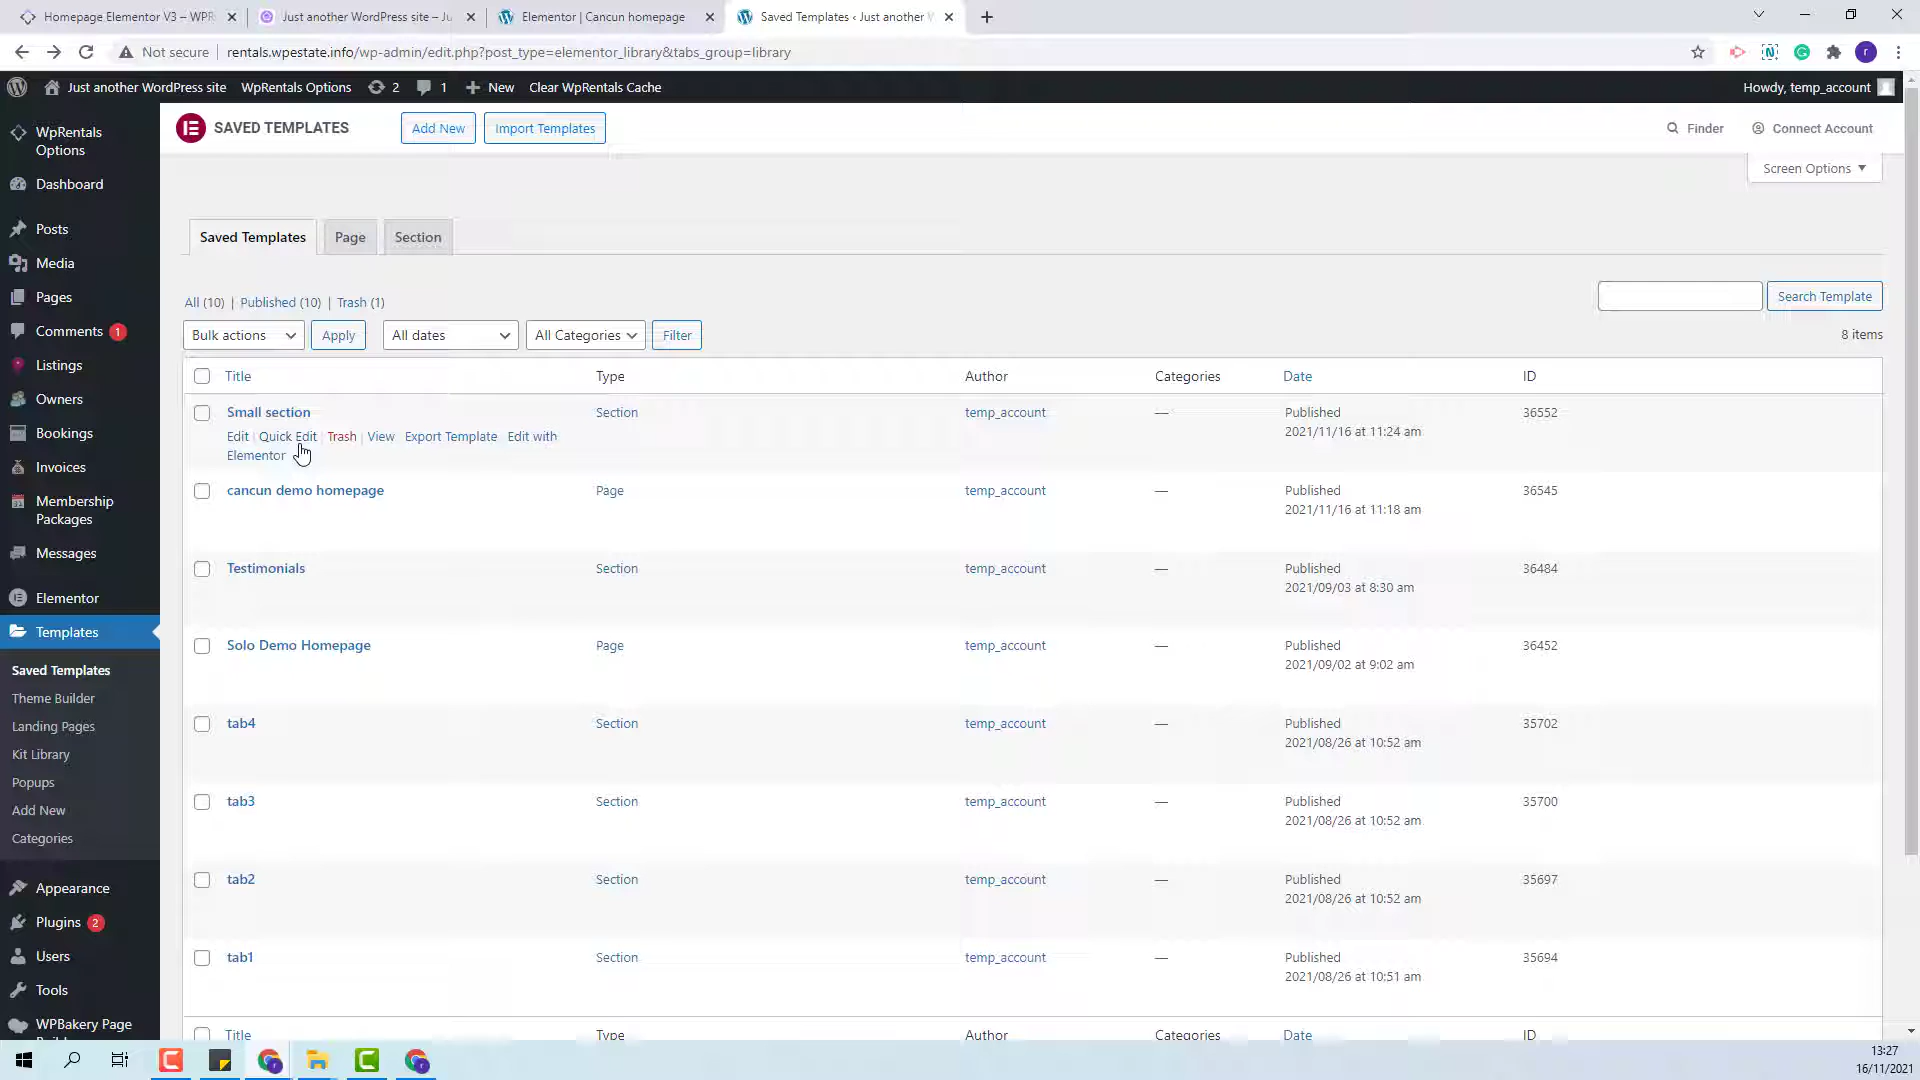 Homepage Elementor V3 – WPR
Just another WordPress site – Ju
Elementor | Cancun homepage
Saved Templates ‹ Just another W
Not secure
rentals.wpestate.info/wp-admin/edit.php?post_type=elementor_library&tabs_group=library
r
Just another WordPress site
WpRentals Options
2
1
New
Clear WpRentals Cache
Howdy, temp_account
WpRentals
Options
Dashboard
Posts
Media
Pages
Comments 1
Listings
Owners
Bookings
Invoices
Membership
Packages
Messages
Elementor
Templates
Saved Templates
Theme Builder
Landing Pages
Kit Library
Popups
Add New
Categories
Appearance
Plugins 2
Users
Tools
WPBakery Page
SAVED TEMPLATES
Add New
Import Templates
Finder
Connect Account
Screen Options
Saved Templates
Page
Section
All (10) | Published (10) | Trash (1)
Search Template
Bulk actions
Apply
All dates
All Categories
Filter
8 items
Title Type Author Categories Date ID
Small section Section temp_account — Published 36552
2021/11/16 at 11:24 am
Edit | Quick Edit | Trash | View Export Template Edit with
Elementor
cancun demo homepage Page temp_account — Published 36545
2021/11/16 at 11:18 am
Testimonials Section temp_account — Published 36484
2021/09/03 at 8:30 am
Solo Demo Homepage Page temp_account — Published 36452
2021/09/02 at 9:02 am
tab4 Section temp_account — Published 35702
2021/08/26 at 10:52 am
tab3 Section temp_account — Published 35700
2021/08/26 at 10:52 am
tab2 Section temp_account — Published 35697
2021/08/26 at 10:52 am
tab1 Section temp_account — Published 35694
2021/08/26 at 10:51 am
Title Type Author Categories Date ID
13:27
16/11/2021